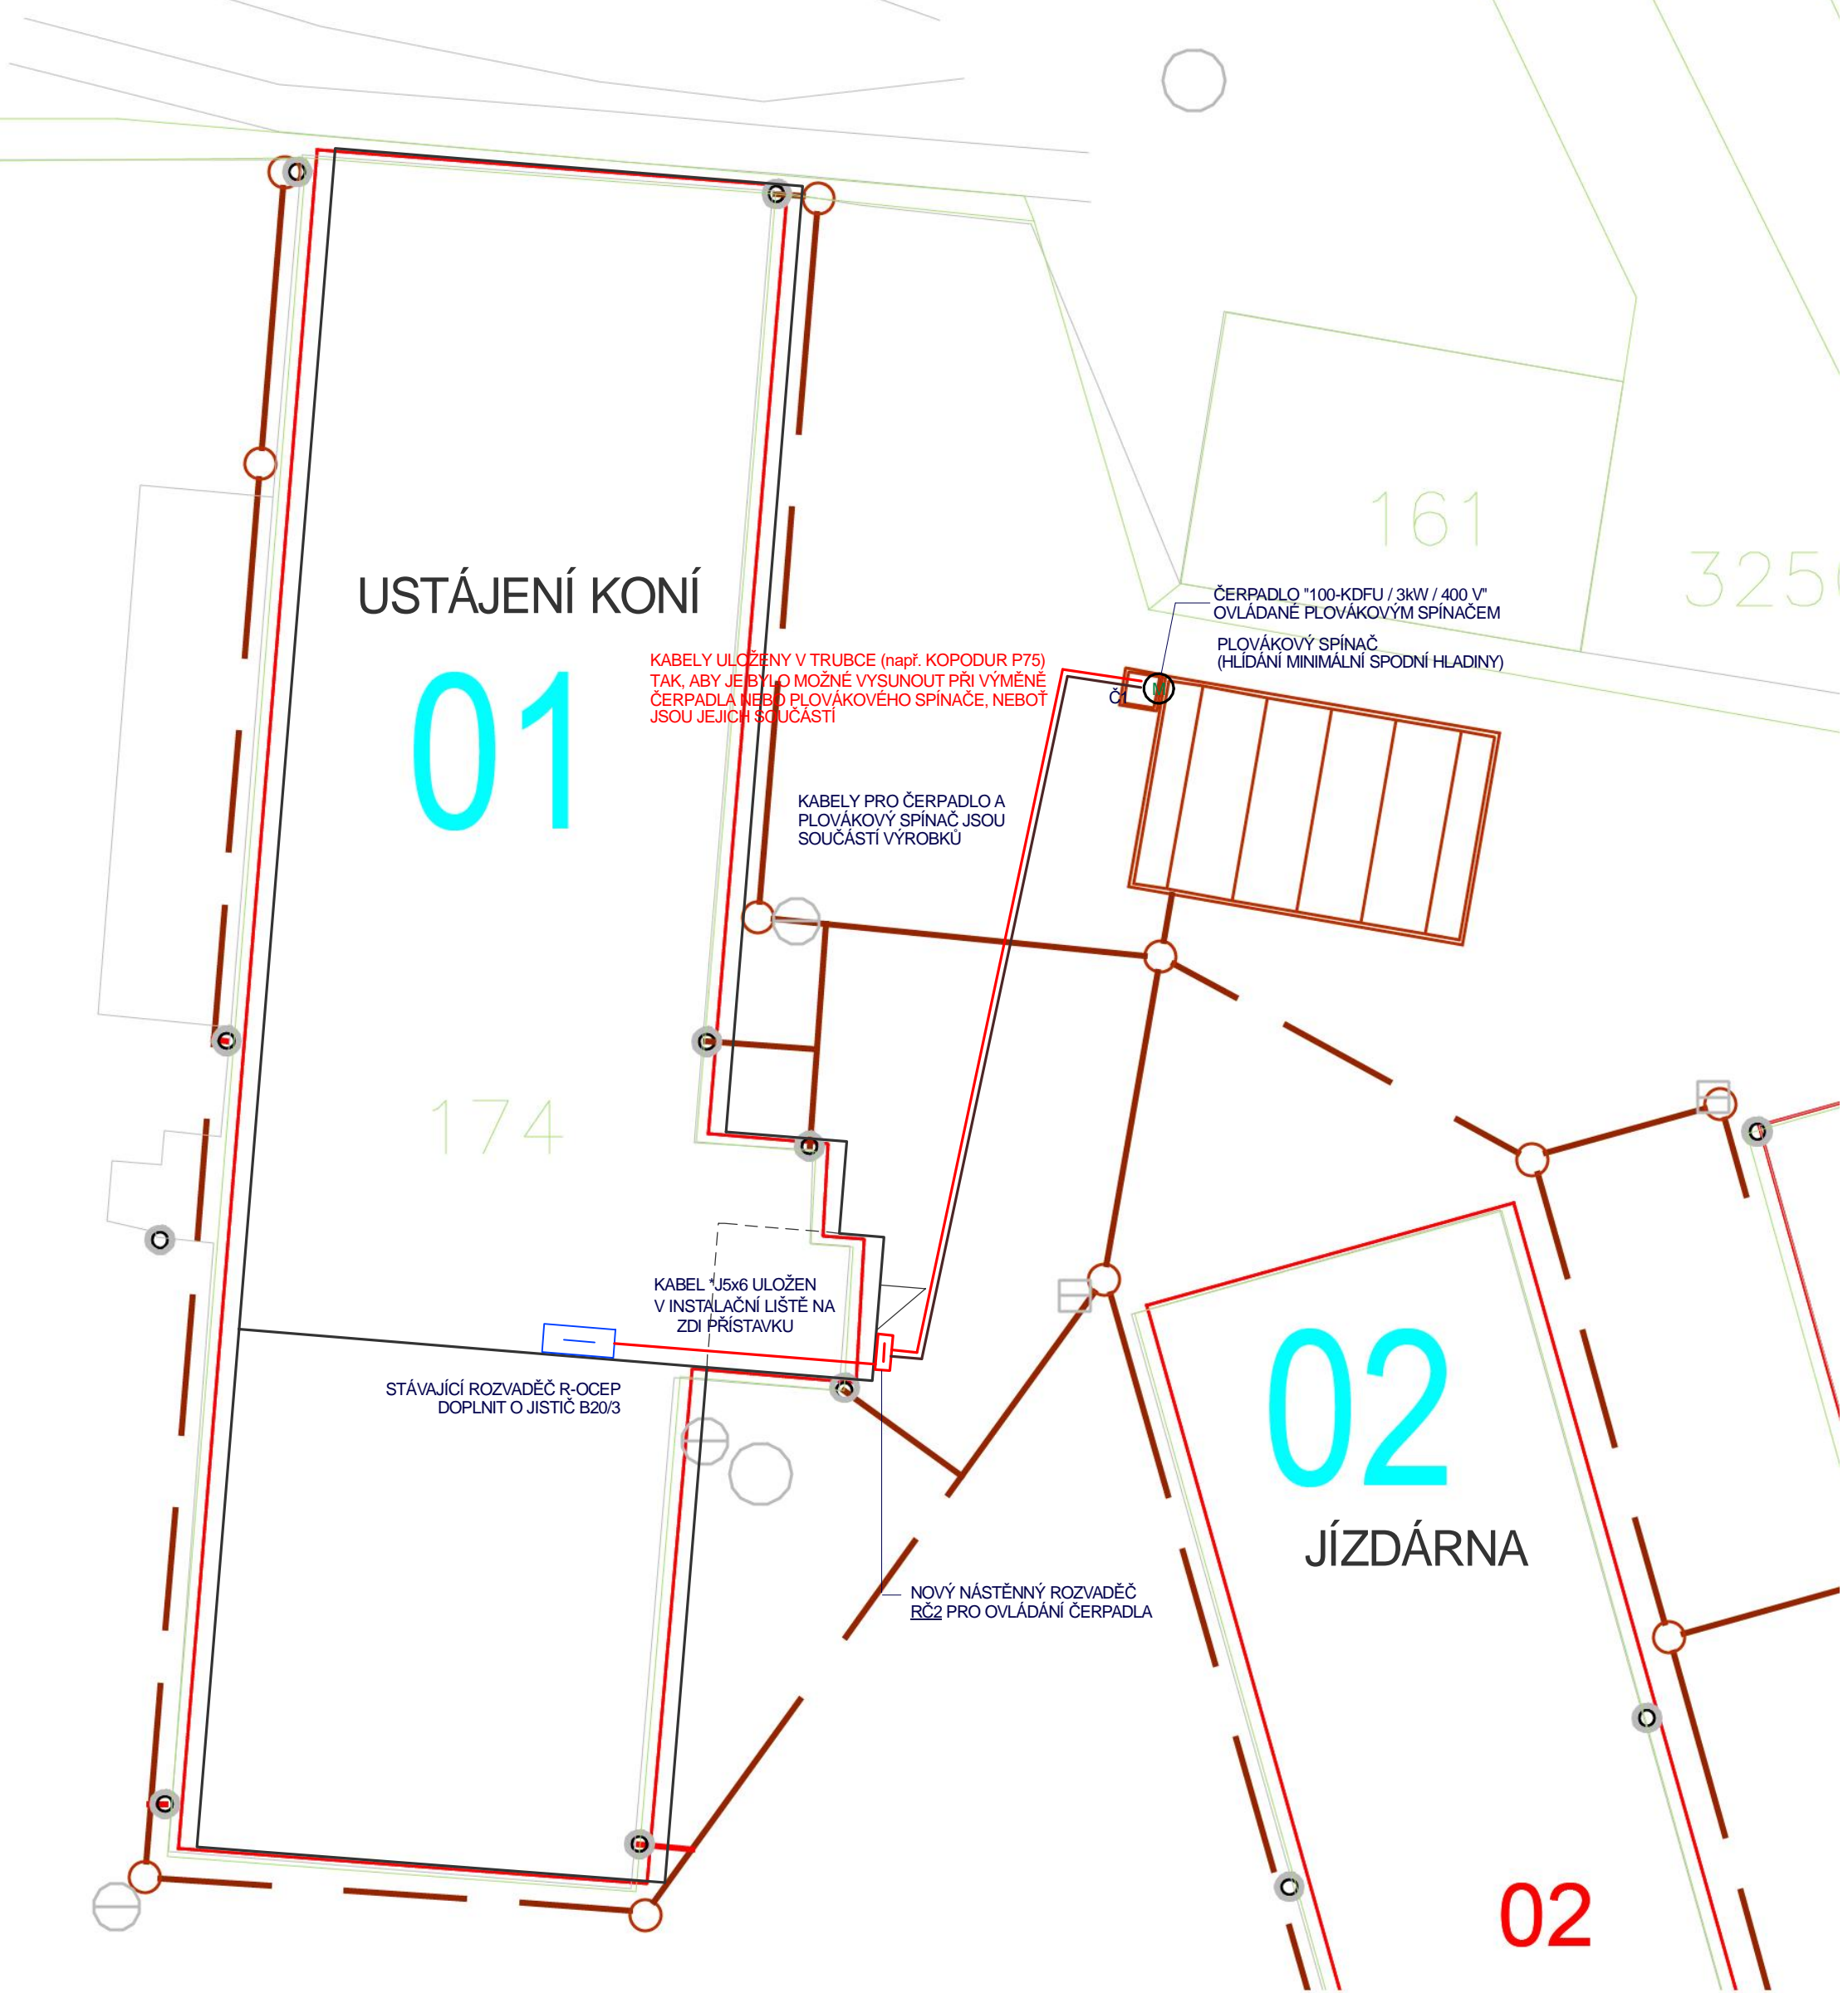 161
USTÁJENÍ KONÍ
01
ČERPADLO "100-KDFU / 3kW / 400 V"
OVLÁDANÉ PLOVÁKOVÝM SPÍNAČEM
PLOVÁKOVÝ SPÍNAČ
(HLÍDÁNÍ MINIMÁLNÍ SPODNÍ HLADINY)
KABELY ULOŽENY V TRUBCE (např. KOPODUR P75)
TAK, ABY JE BYLO MOŽNÉ VYSUNOUT PŘI VÝMĚNĚ
ČERPADLA NEBO PLOVÁKOVÉHO SPÍNAČE, NEBOŤ
JSOU JEJICH SOUČÁSTÍ
Č1
M
KABELY PRO ČERPADLO A
PLOVÁKOVÝ SPÍNAČ JSOU
SOUČÁSTÍ VÝROBKŮ
174
KABEL *J5x6 ULOŽEN
V INSTALAČNÍ LIŠTĚ NA
ZDI PŘÍSTAVKU
STÁVAJÍCÍ ROZVADĚČ R-OCEP
DOPLNIT O JISTIČ B20/3
02
JÍZDÁRNA
NOVÝ NÁSTĚNNÝ ROZVADĚČ
RČ2 PRO OVLÁDÁNÍ ČERPADLA
02